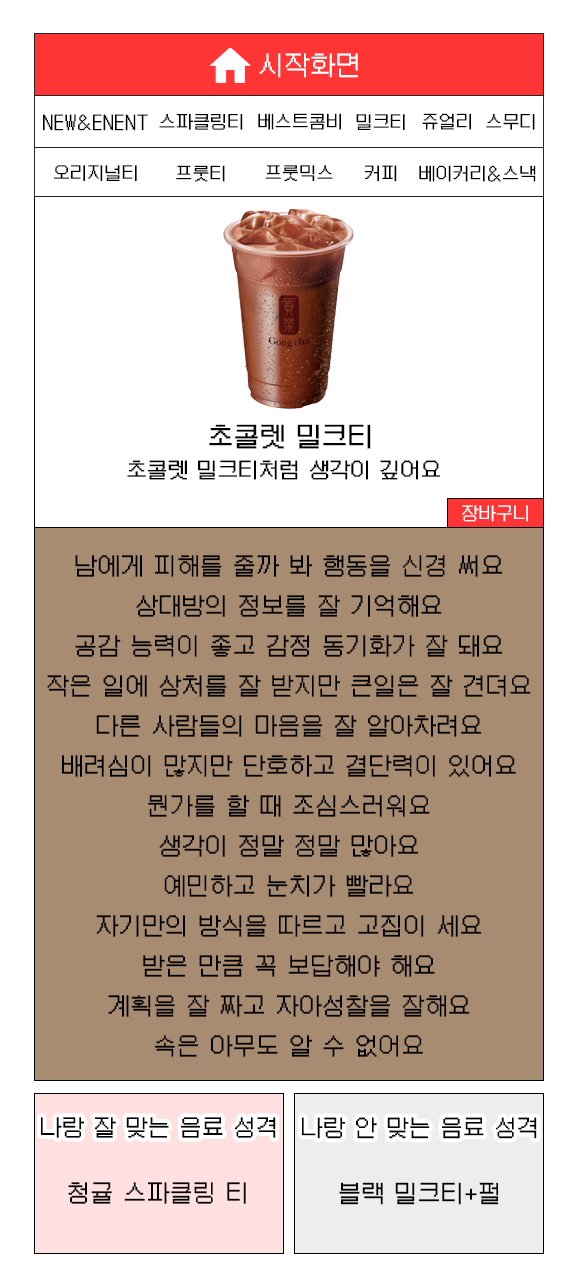 시작화면
NEW&ENENT 스파클링티 베스트콤비 밀크티 쥬얼리 스무디
오리지널티 프룻티 프룻믹스 커피 베이커리&스낵
貢茶
Gong cha
초콜렛 밀크티
초콜렛 밀크티처럼 생각이 깊어요
장바구니
남에게 피해를 줄까 봐 행동을 신경 써요
상대방의 정보를 잘 기억해요
공감 능력이 좋고 감정 동기화가 잘 돼요
작은 일에 상처를 잘 받지만 큰일은 잘 견뎌요
다른 사람들의 마음을 잘 알아차려요
배려심이 많지만 단호하고 결단력이 있어요
뭔가를 할 때 조심스러워요
생각이 정말 정말 많아요
예민하고 눈치가 빨라요
자기만의 방식을 따르고 고집이 세요
받은 만큼 꼭 보답해야 해요
계획을 잘 짜고 자아성찰을 잘해요
속은 아무도 알 수 없어요
나랑 잘 맞는 음료 성격
청귤 스파클링 티
나랑 안 맞는 음료 성격
블랙 밀크티+펄